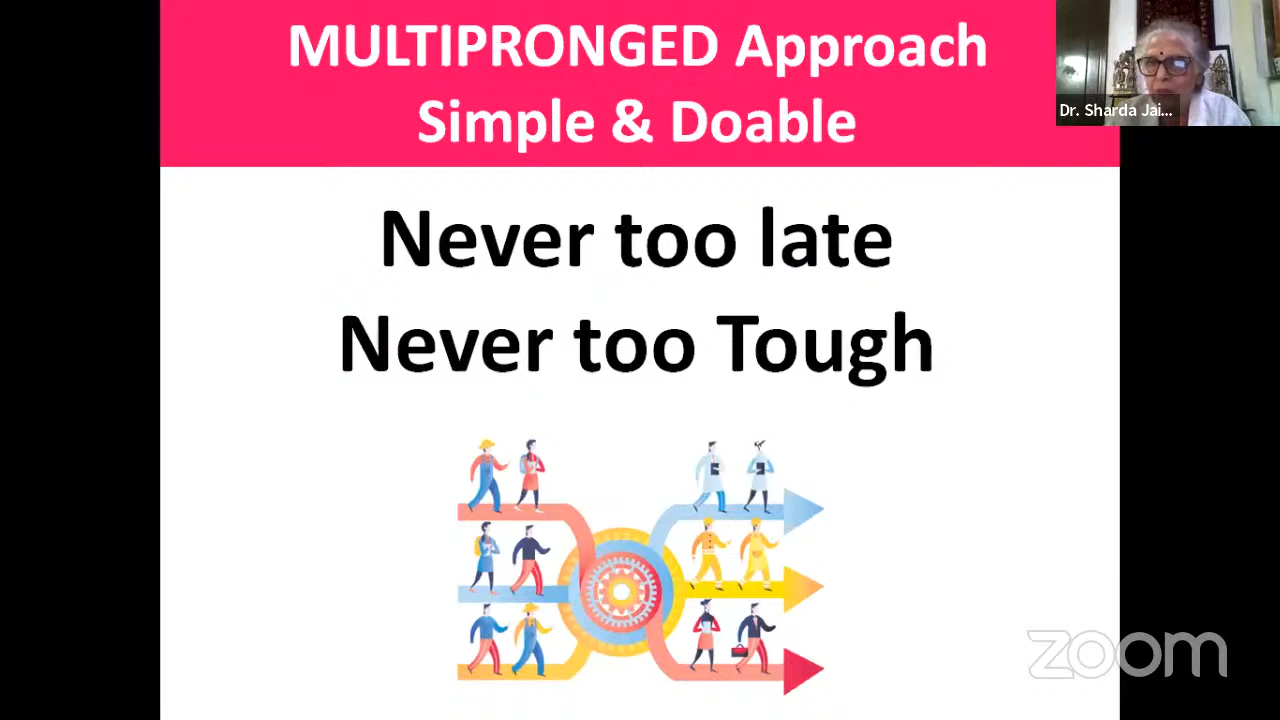 MULTIPRONGED Approach
Simple & Doable
Dr. Sharda Jai...
Never too late
Never too Tough
zoom